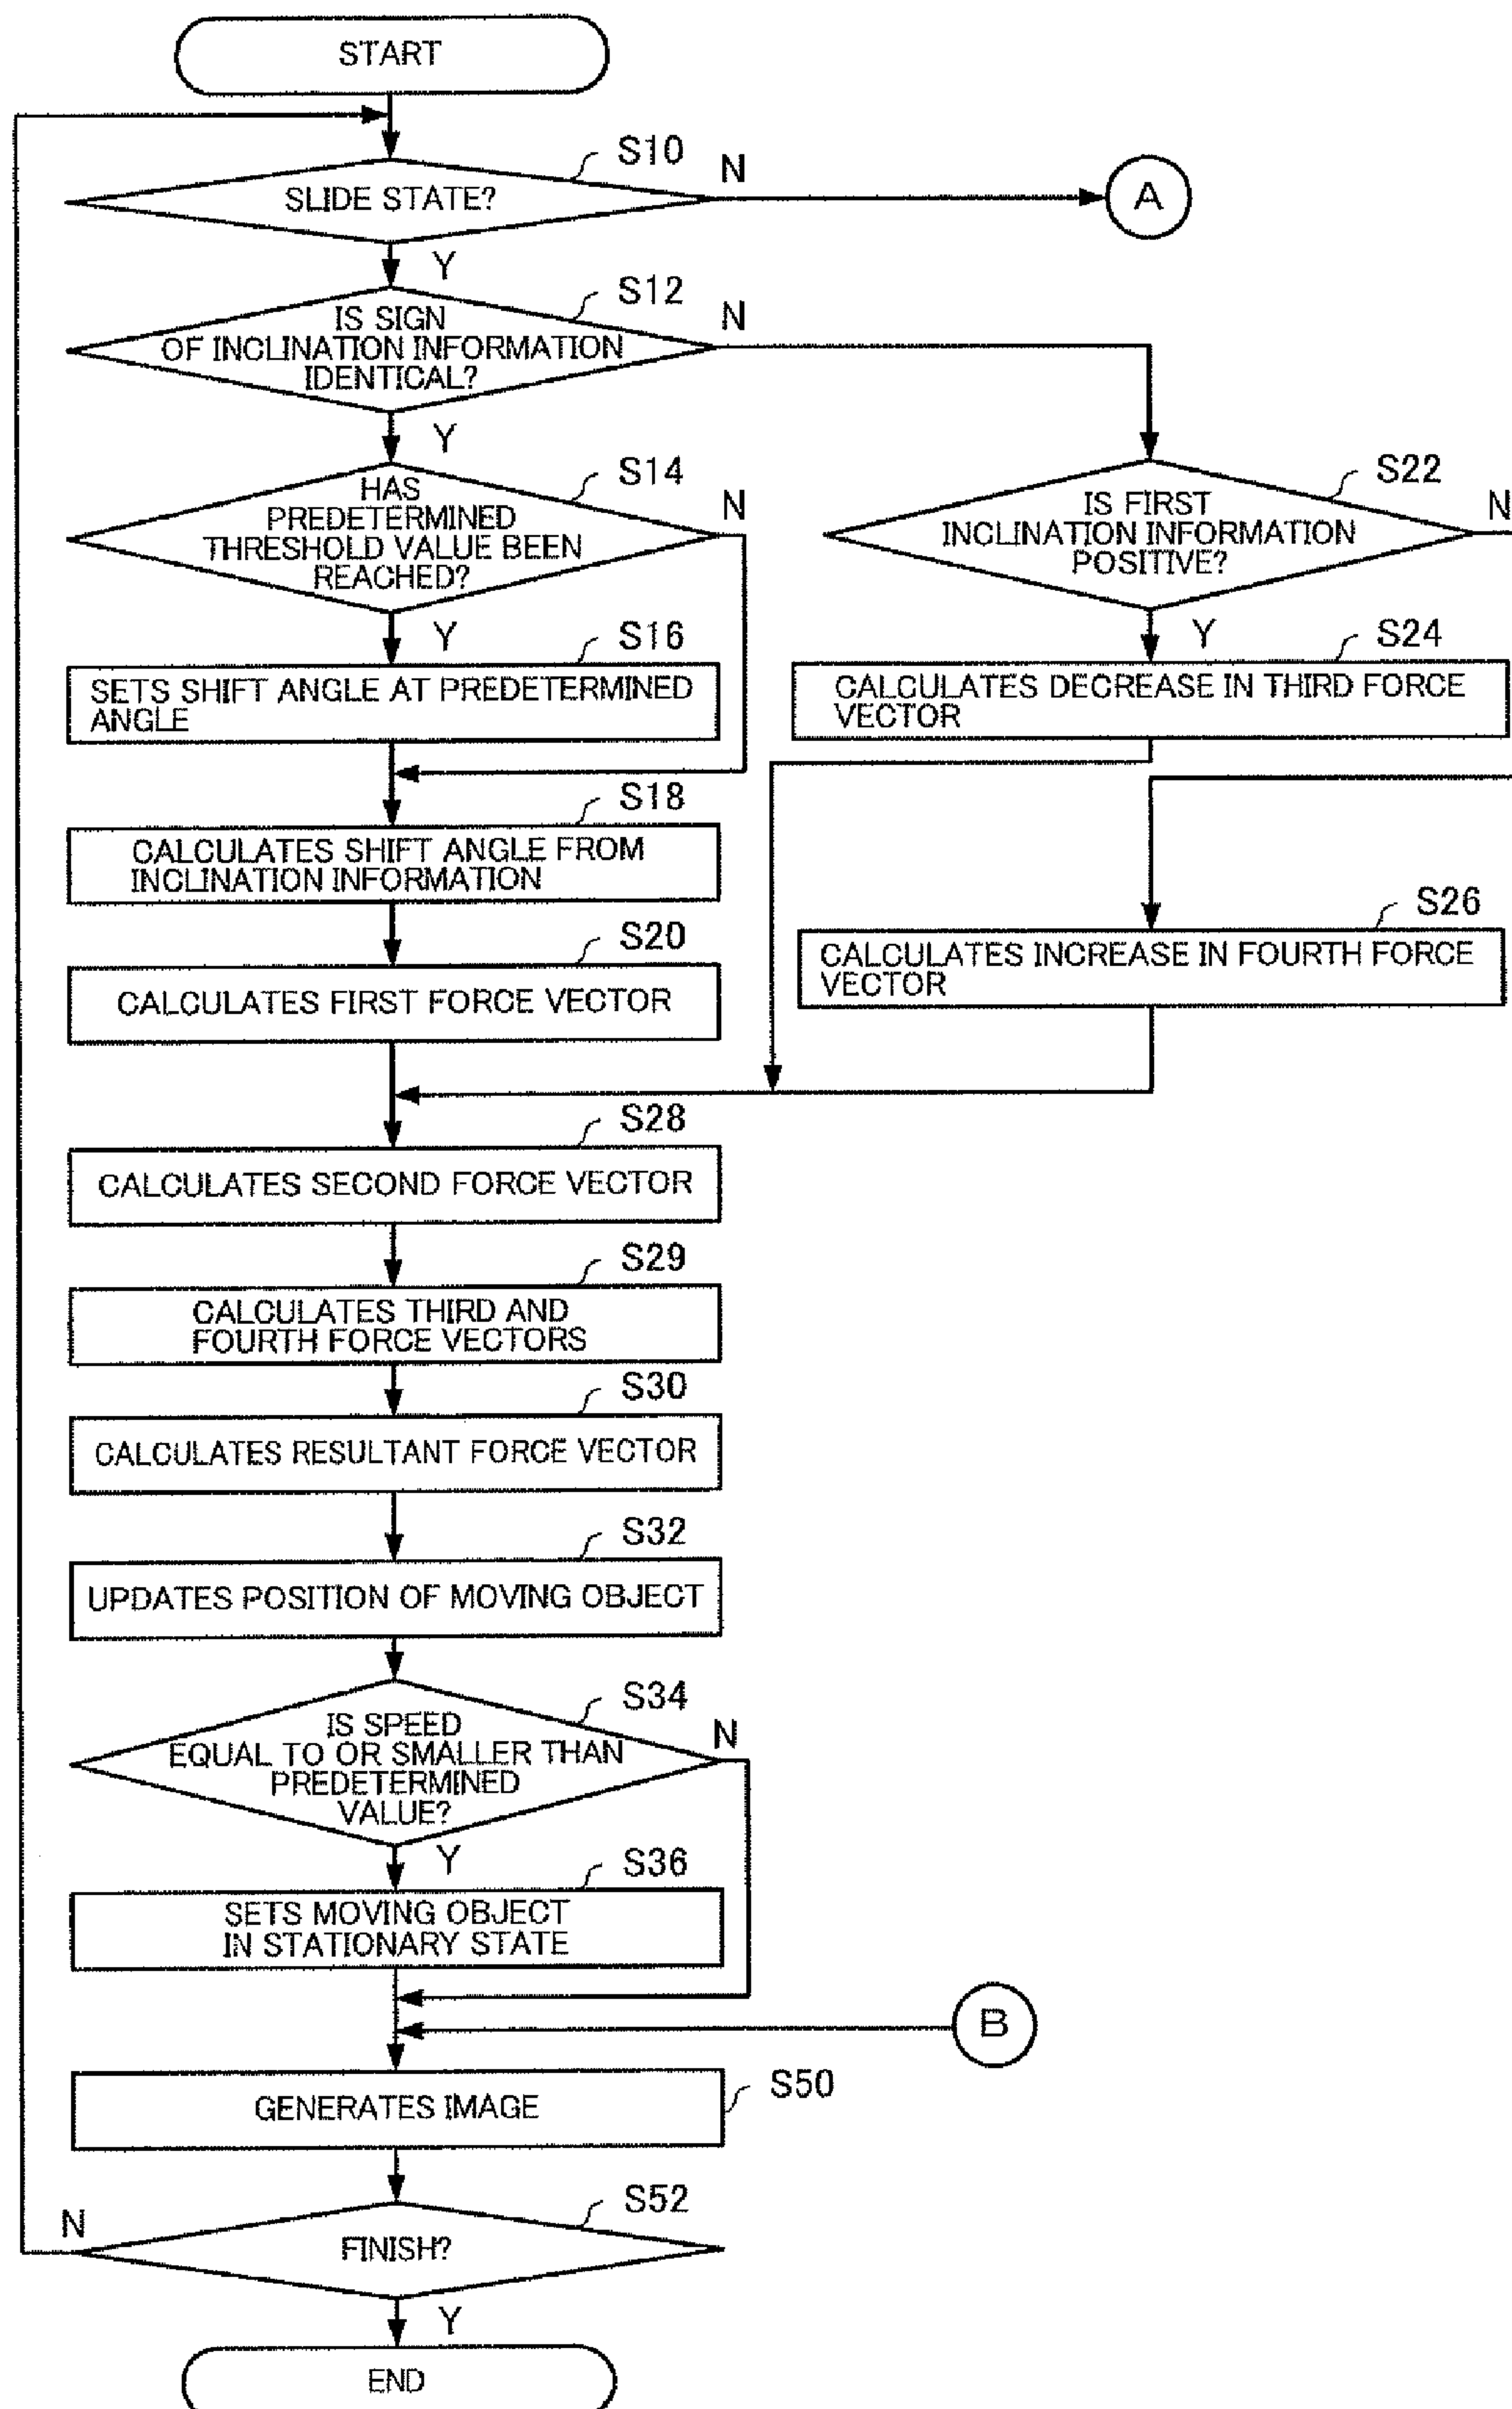 START
S10
SLIDE STATE?
N
A
Y
S12
IS SIGN
OF INCLINATION INFORMATION
IDENTICAL?
N
Y
S14
HAS
PREDETERMINED
THRESHOLD VALUE BEEN
REACHED?
N
Y
S22
IS FIRST
INCLINATION INFORMATION
POSITIVE?
N
Y
S16
SETS SHIFT ANGLE AT PREDETERMINED
ANGLE
S24
CALCULATES DECREASE IN THIRD FORCE
VECTOR
S18
CALCULATES SHIFT ANGLE FROM
INCLINATION INFORMATION
S26
CALCULATES INCREASE IN FOURTH FORCE
VECTOR
S20
CALCULATES FIRST FORCE VECTOR
S28
CALCULATES SECOND FORCE VECTOR
S29
CALCULATES THIRD AND
FOURTH FORCE VECTORS
S30
CALCULATES RESULTANT FORCE VECTOR
S32
UPDATES POSITION OF MOVING OBJECT
S34
IS SPEED
EQUAL TO OR SMALLER THAN
PREDETERMINED
VALUE?
N
Y
S36
SETS MOVING OBJECT
IN STATIONARY STATE
B
S50
GENERATES IMAGE
S52
FINISH?
N
Y
END